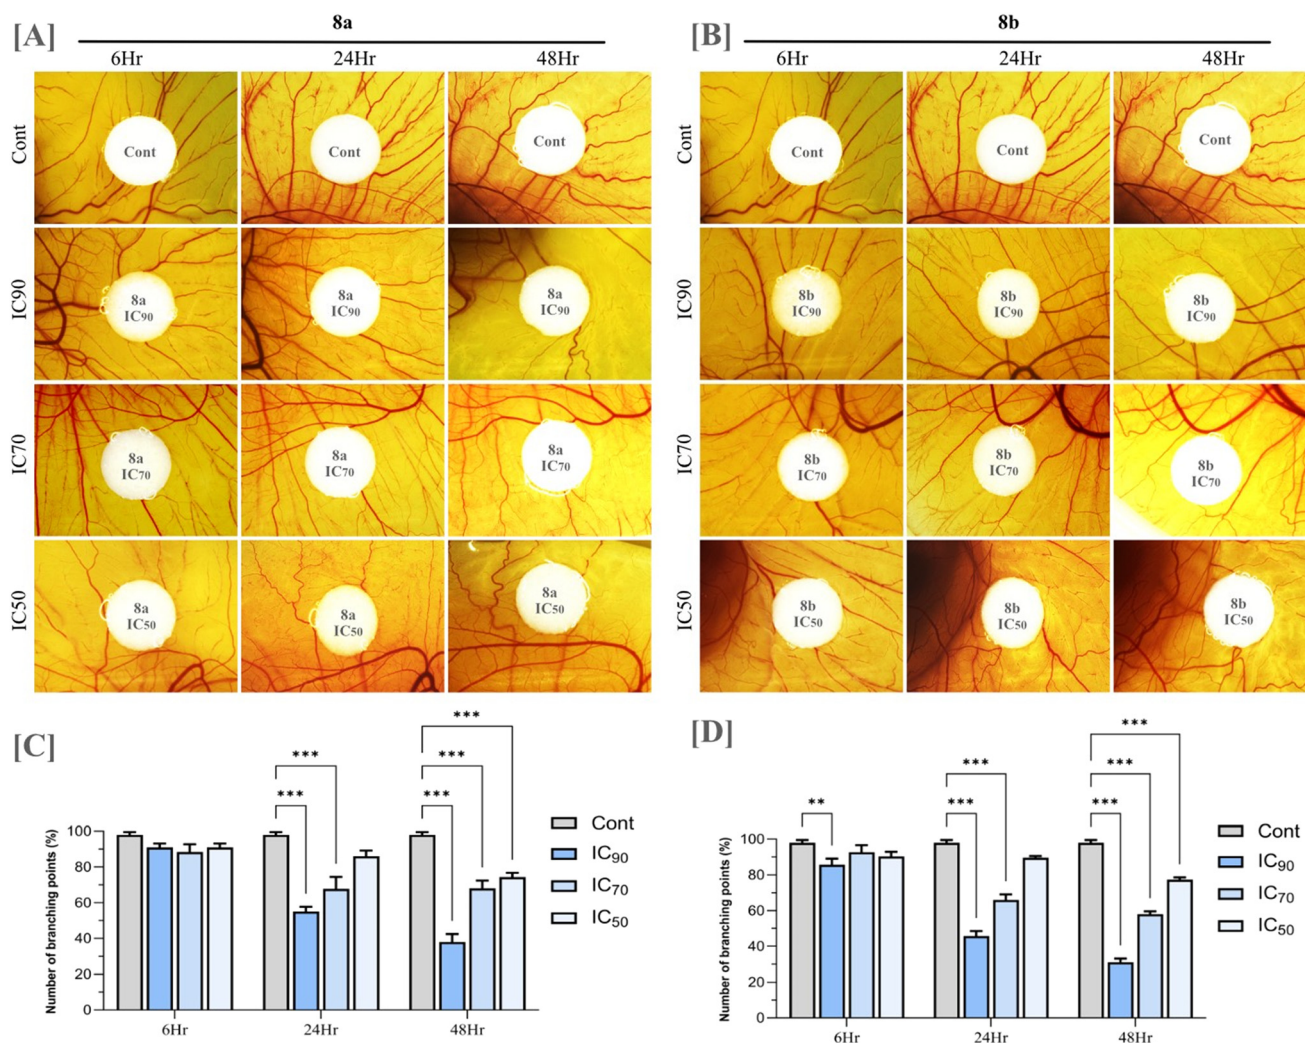 [A] 8a
6Hr 24Hr 48Hr
Cont Cont Cont Cont
IC90 8a IC90 8a IC90 8a IC90
IC70 8a IC70 8a IC70 8a IC70
IC50 8a IC50 8a IC50 8a IC50
[B] 8b
6Hr 24Hr 48Hr
Cont Cont Cont Cont
IC90 8b IC90 8b IC90 8b IC90
IC70 8b IC70 8b IC70 8b IC70
IC50 8b IC50 8b IC50 8b IC50
[C]
*** *** *** *** ***
Number of branching points (%)
100
80
60
40
20
0
6Hr 24Hr 48Hr
Cont
IC90
IC70
IC50
[D]
** *** *** *** *** ***
Number of branching points (%)
100
80
60
40
20
0
6Hr 24Hr 48Hr
Cont
IC90
IC70
IC50